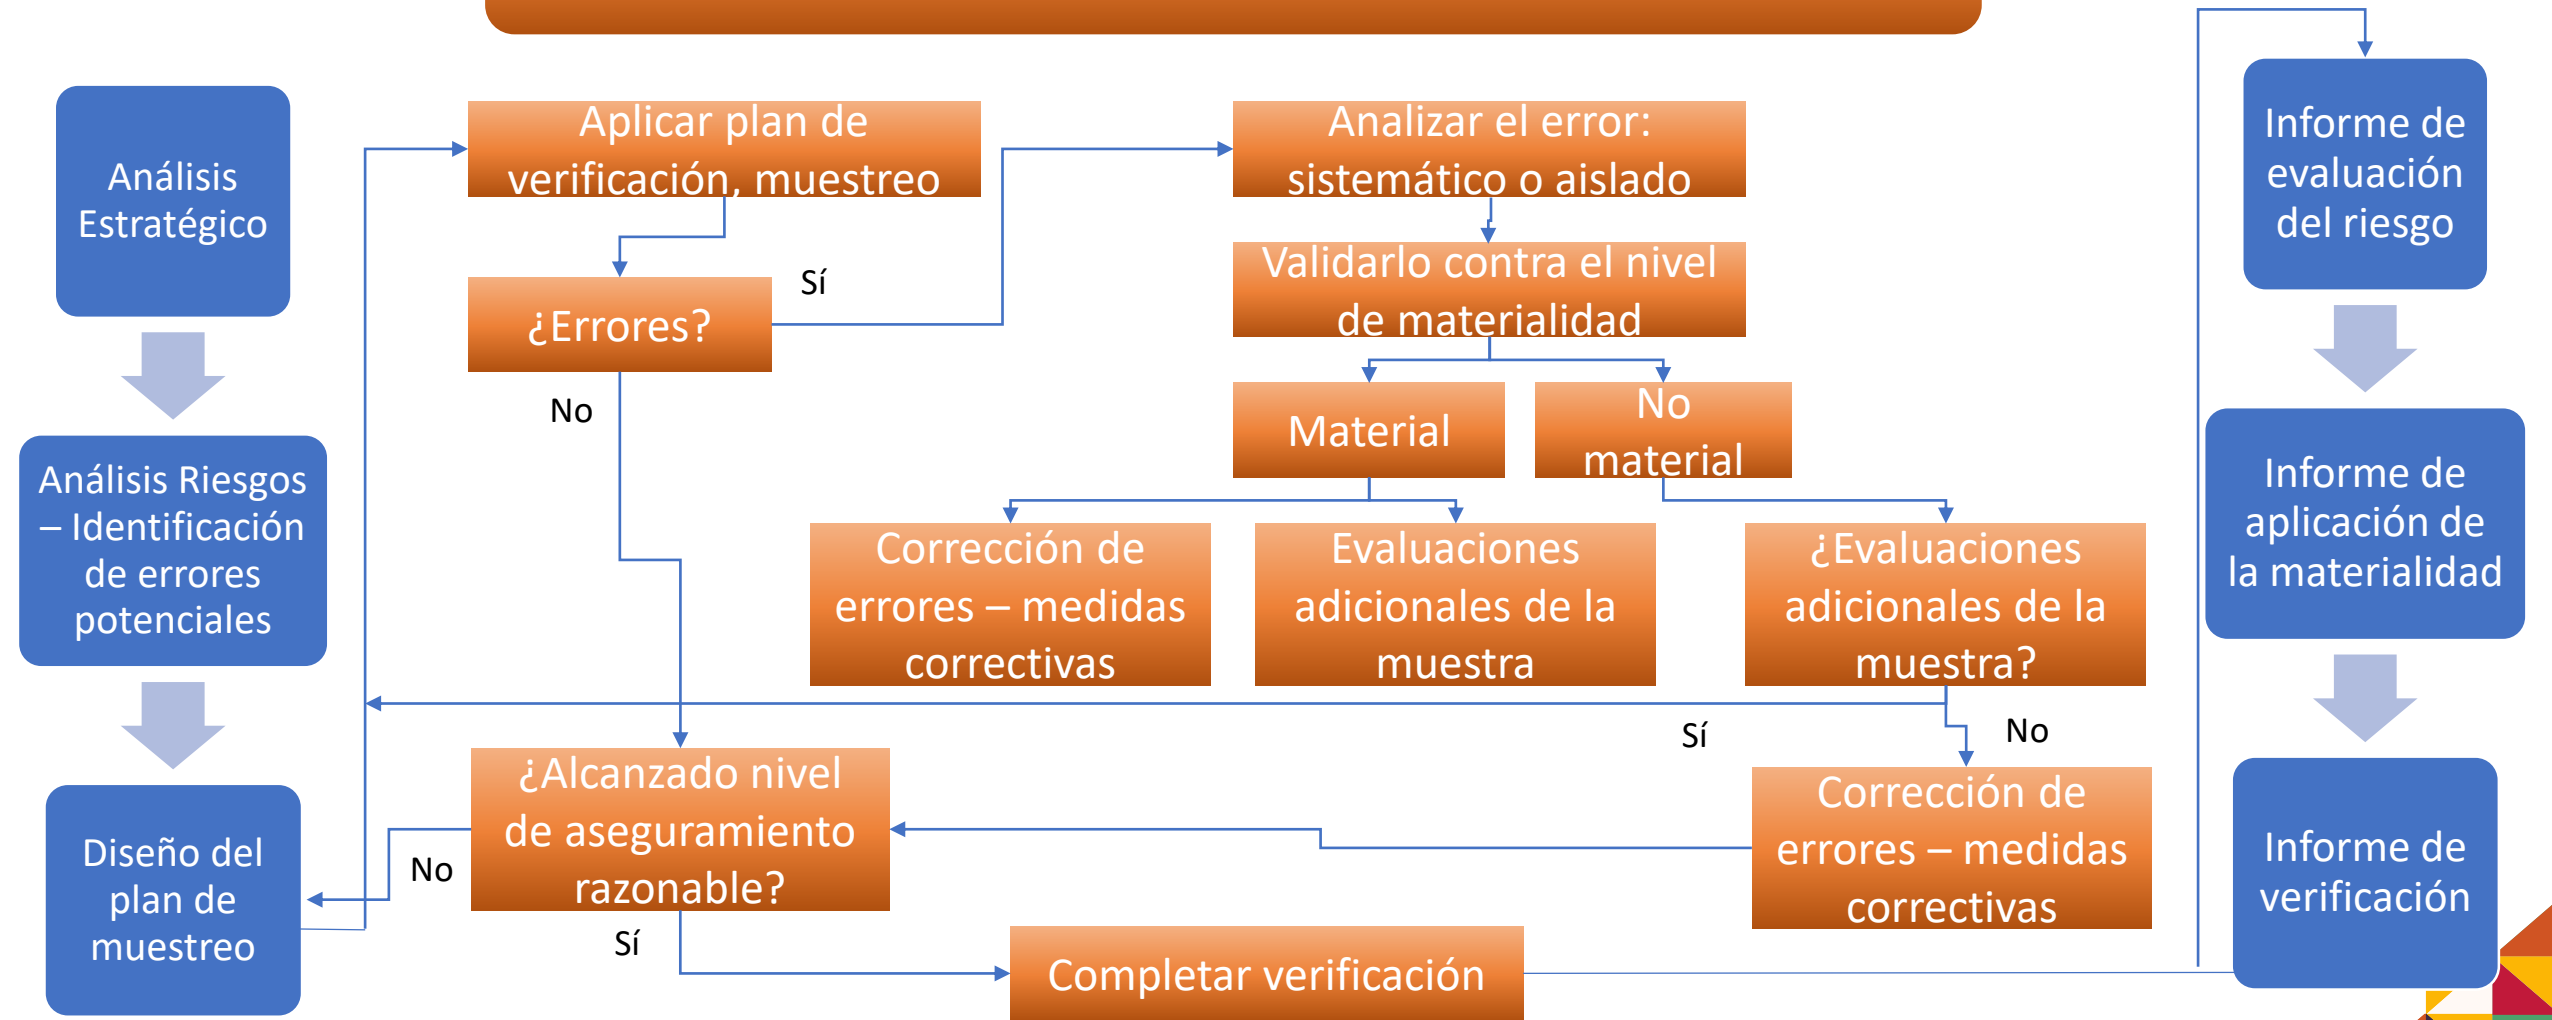 Análisis
Estratégico
Análisis Riesgos
– Identificación
de errores
potenciales
Diseño del
plan de
muestreo
Aplicar plan de
verificación, muestreo
¿Errores?
Sí
No
Analizar el error:
sistemático o aislado
Validarlo contra el nivel
de materialidad
Material
No
material
Corrección de
errores – medidas
correctivas
Evaluaciones
adicionales de la
muestra
¿Evaluaciones
adicionales de la
muestra?
Sí
No
¿Alcanzado nivel
de aseguramiento
razonable?
No
Sí
Corrección de
errores – medidas
correctivas
Completar verificación
Informe de
evaluación
del riesgo
Informe de
aplicación de
la materialidad
Informe de
verificación